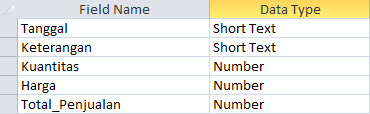 Field Name Data Type
Tanggal Short Text
Keterangan Short Text
Kuantitas Number
Harga Number
Total_Penjualan Number